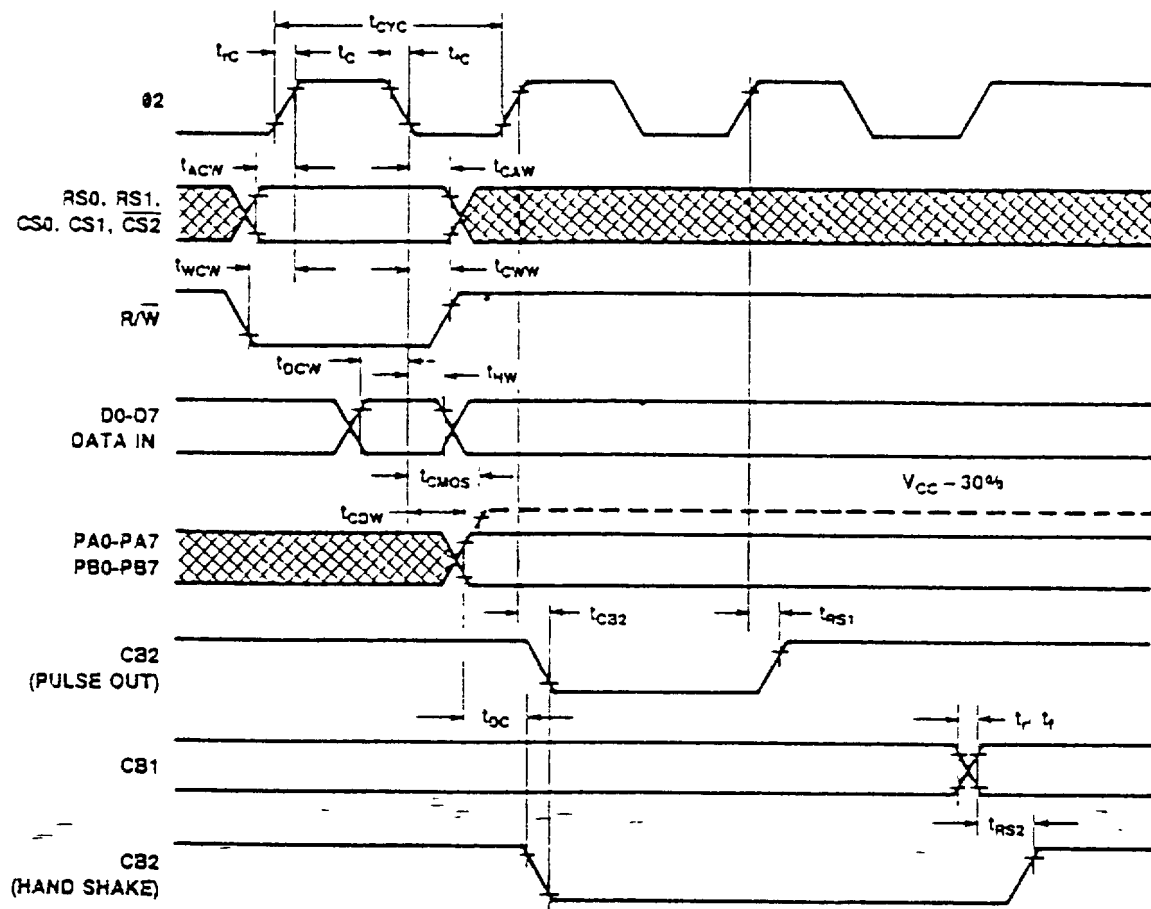 tCYC
trC tC tfC
Ø2
tACW tCAW
RS0, RS1,
CS0, CS1, CS2
tWCW tCWW
R/W
tDCW
tHW
D0-D7
DATA IN
tCMOS
VCC – 30%
tCDW
PA0-PA7
PB0-PB7
tCB2 tRS1
CB2
(PULSE OUT)
tDC tr, tf
CB1
tRS2
CB2
(HAND SHAKE)